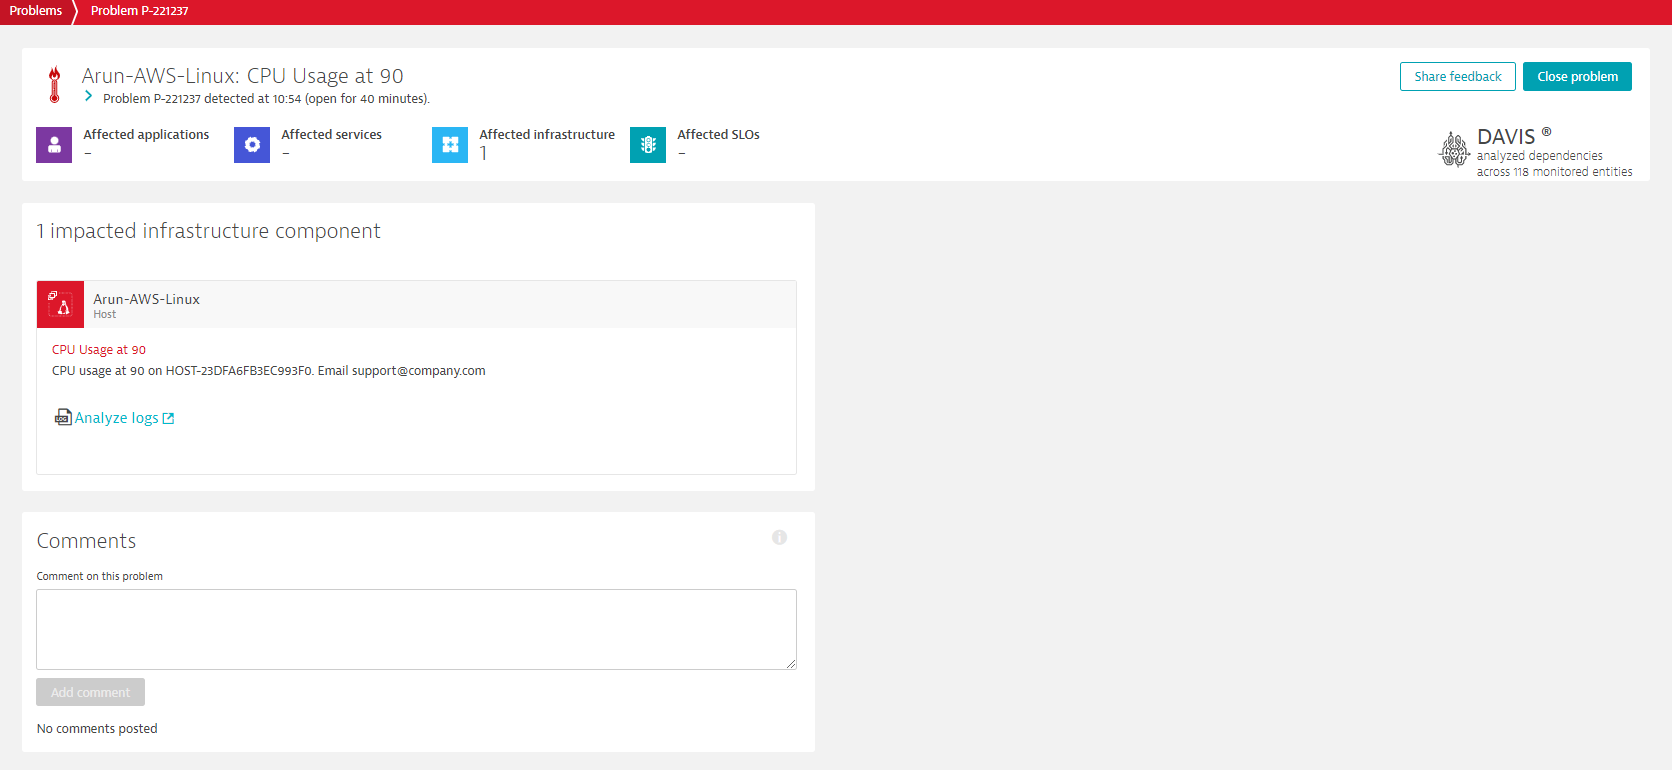 Problems
Problem P-221237
Arun-AWS-Linux: CPU Usage at 90
Problem P-221237 detected at 10:54 (open for 40 minutes).
Share feedback
Close problem
Affected applications
–
Affected services
–
Affected infrastructure
1
Affected SLOs
–
DAVIS ®
analyzed dependencies
across 118 monitored entities
1 impacted infrastructure component
Arun-AWS-Linux
Host
CPU Usage at 90
CPU usage at 90 on HOST-23DFA6FB3EC993F0. Email support@company.com
LOG
Analyze logs
Comments
Comment on this problem
Add comment
No comments posted